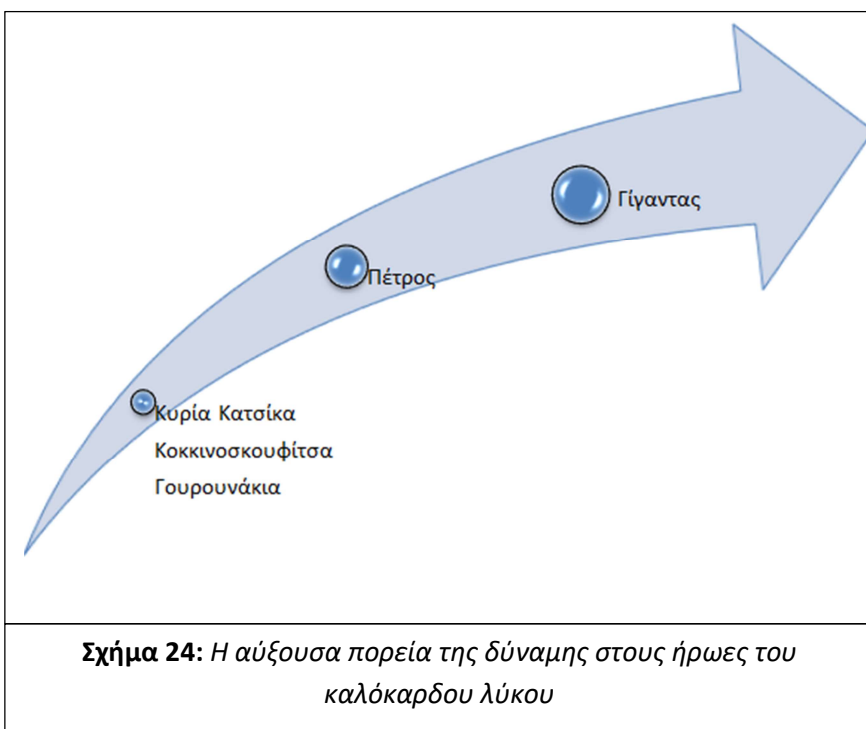 Γίγαντας
Πέτρος
Κυρία Κατσίκα
Κοκκινοσκουφίτσα
Γουρουνάκια
Σχήμα 24: Η αύξουσα πορεία της δύναμης στους ήρωες του
καλόκαρδου λύκου